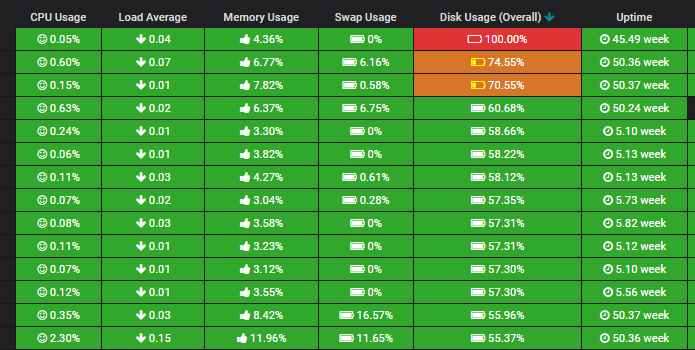 CPU Usage Load Average Memory Usage Swap Usage Disk Usage (Overall) Uptime
0.05% 0.04 4.36% 0% 100.00% 45.49 week
0.60% 0.07 6.77% 6.16% 74.55% 50.36 week
0.15% 0.01 7.82% 0.58% 70.55% 50.37 week
0.63% 0.02 6.37% 6.75% 60.68% 50.24 week
0.24% 0.01 3.30% 0% 58.66% 5.10 week
0.06% 0.01 3.82% 0% 58.22% 5.13 week
0.11% 0.03 4.27% 0.61% 58.12% 5.13 week
0.07% 0.02 3.04% 0.28% 57.35% 5.73 week
0.08% 0.03 3.58% 0% 57.31% 5.82 week
0.11% 0.01 3.23% 0% 57.31% 5.12 week
0.07% 0.01 3.12% 0% 57.30% 5.10 week
0.12% 0.01 3.55% 0% 57.30% 5.56 week
0.35% 0.03 8.42% 16.57% 55.96% 50.37 week
2.30% 0.15 11.96% 11.65% 55.37% 50.36 week